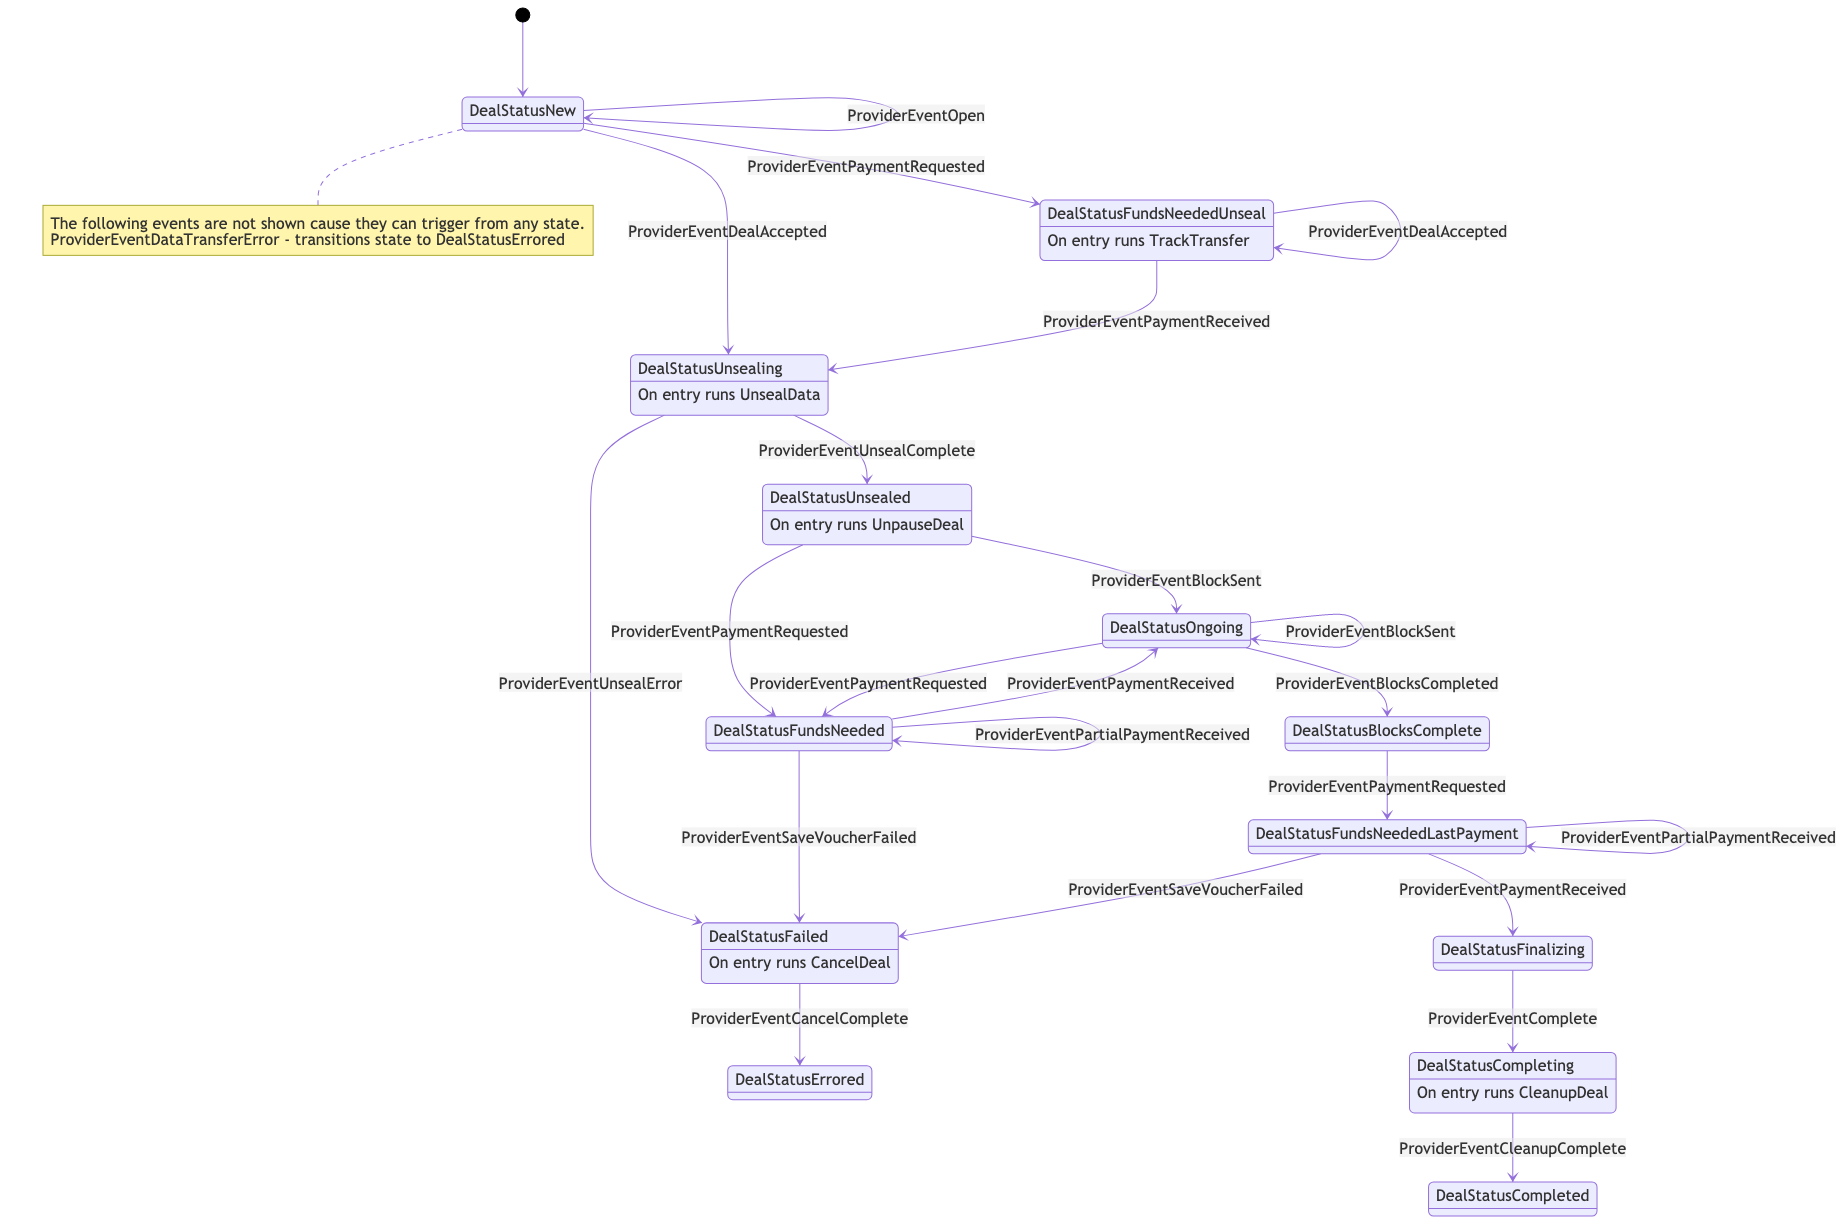 DealStatusNew
ProviderEventOpen
ProviderEventPaymentRequested
The following events are not shown cause they can trigger from any state.
ProviderEventDataTransferError - transitions state to DealStatusErrored
ProviderEventDealAccepted
DealStatusFundsNeededUnseal
On entry runs TrackTransfer
ProviderEventDealAccepted
ProviderEventPaymentReceived
DealStatusUnsealing
On entry runs UnsealData
ProviderEventUnsealComplete
DealStatusUnsealed
On entry runs UnpauseDeal
ProviderEventBlockSent
ProviderEventPaymentRequested
DealStatusOngoing
ProviderEventBlockSent
ProviderEventUnsealError
ProviderEventPaymentRequested
ProviderEventPaymentReceived
ProviderEventBlocksCompleted
DealStatusFundsNeeded
ProviderEventPartialPaymentReceived
DealStatusBlocksComplete
ProviderEventPaymentRequested
ProviderEventSaveVoucherFailed
DealStatusFundsNeededLastPayment
ProviderEventPartialPaymentReceived
ProviderEventSaveVoucherFailed
ProviderEventPaymentReceived
DealStatusFailed
On entry runs CancelDeal
DealStatusFinalizing
ProviderEventCancelComplete
ProviderEventComplete
DealStatusErrored
DealStatusCompleting
On entry runs CleanupDeal
ProviderEventCleanupComplete
DealStatusCompleted